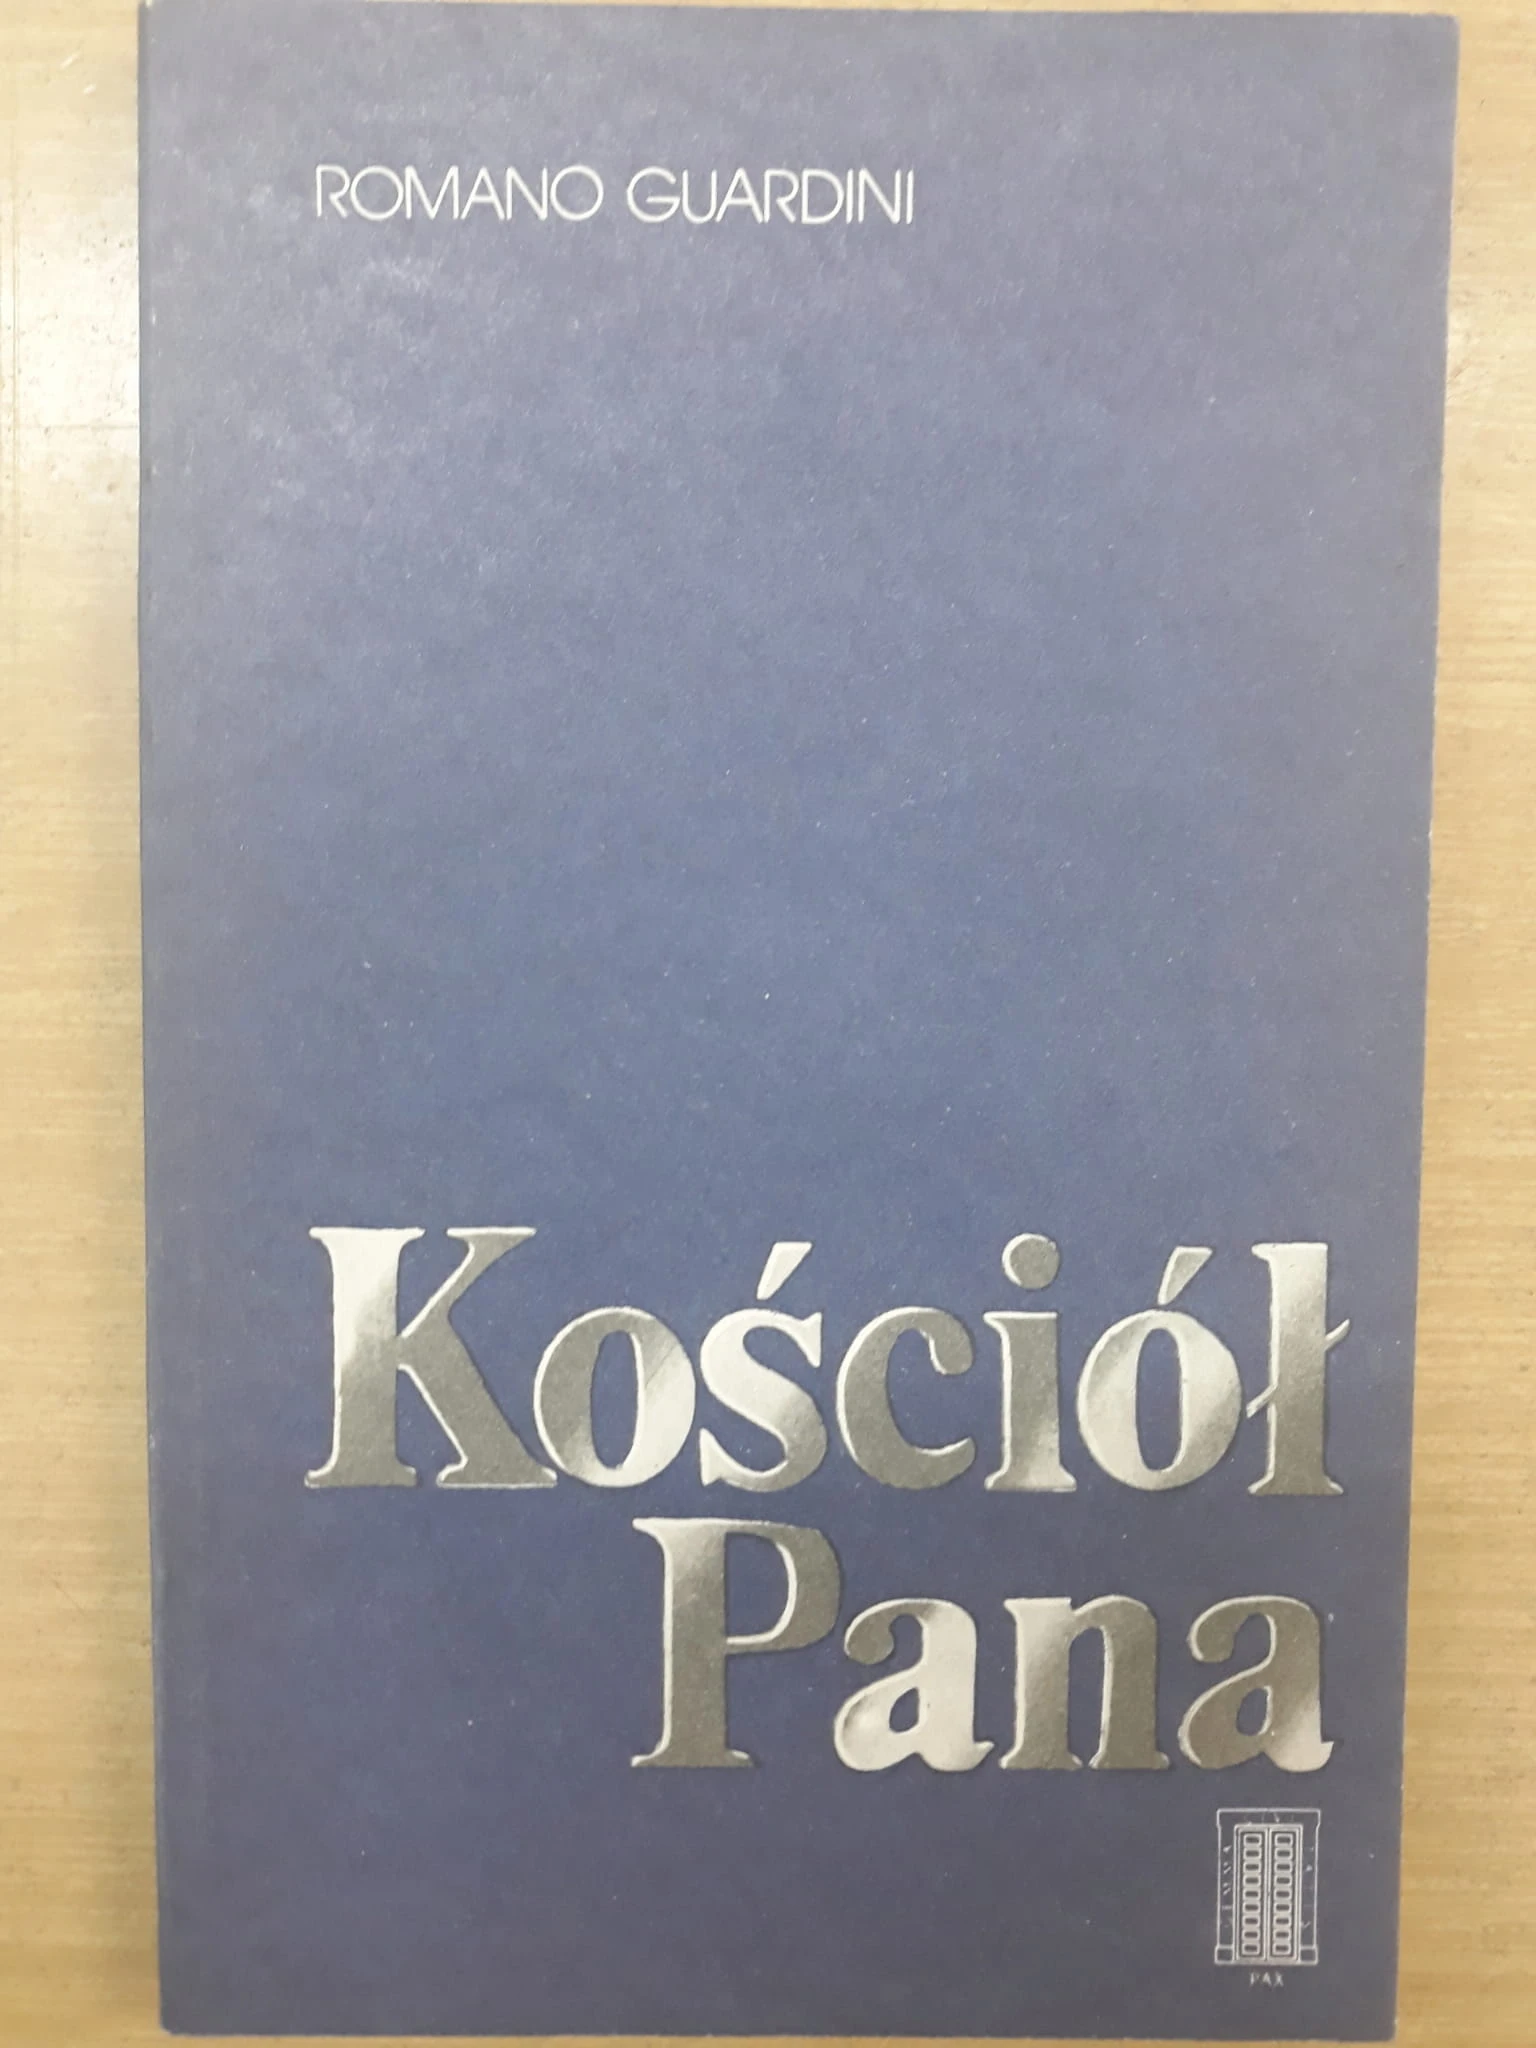 ROMANO GUARDINI
Kościół
Pana
PAX